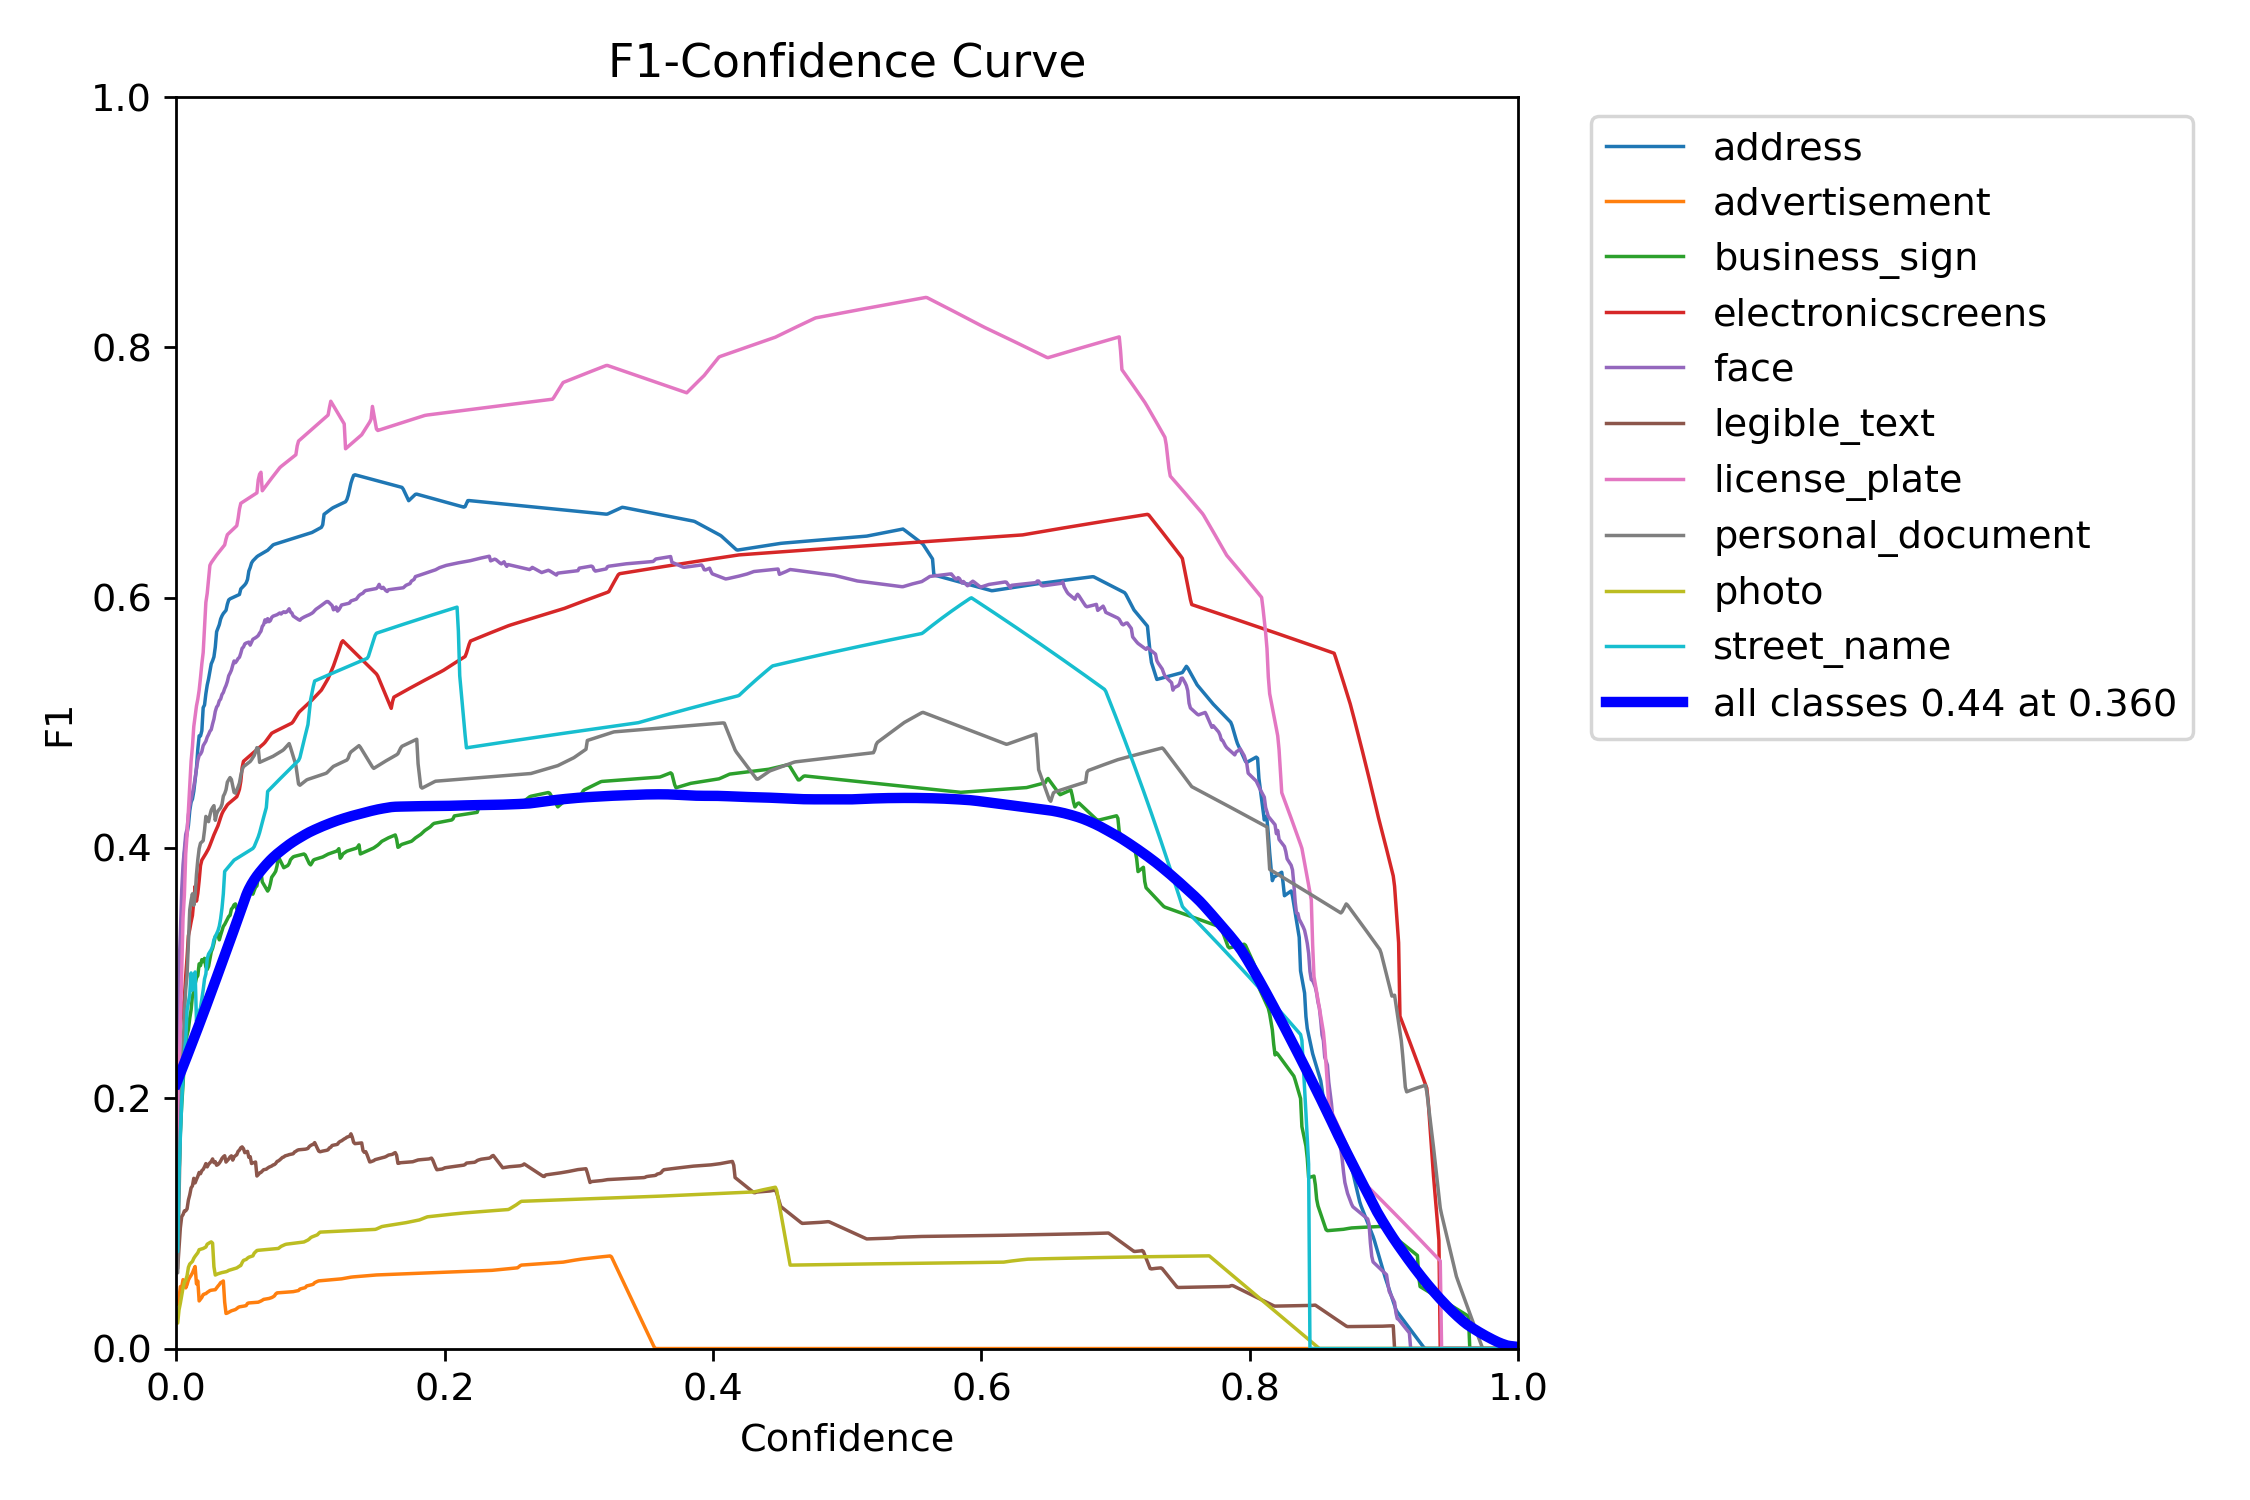 F1-Confidence Curve
1.0
0.8
0.6
0.4
0.2
0.0
F1
0.0 0.2 0.4 0.6 0.8 1.0
Confidence
address
advertisement
business_sign
electronicscreens
face
legible_text
license_plate
personal_document
photo
street_name
all classes 0.44 at 0.360